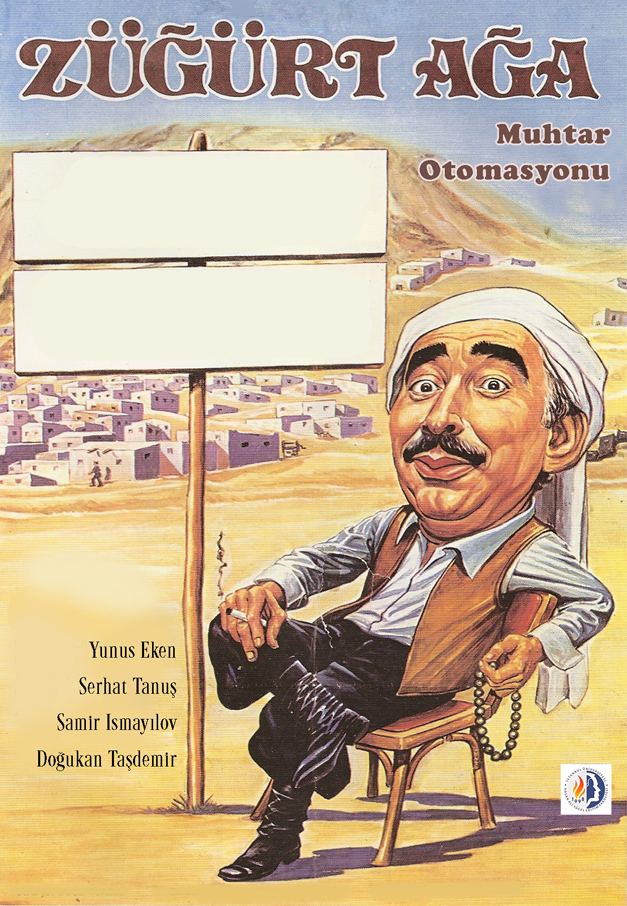 ZÜĞÜRT AĞA
Muhtar
Otomasyonu
Yunus Eken
Serhat Tanuş
Samir Ismayılov
Doğukan Taşdemir